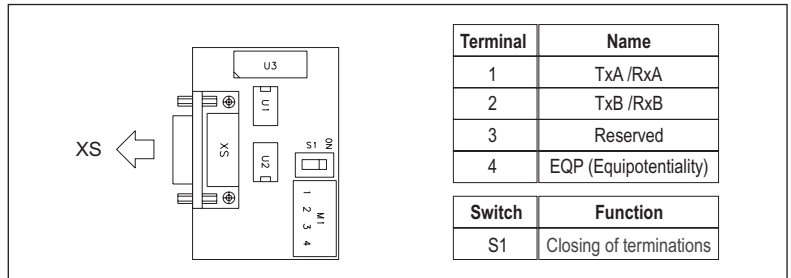 XS
U3
U1
XS
U2
S1
ON
1
2
3
4
M1
Terminal Name
1 TxA /RxA
2 TxB /RxB
3 Reserved
4 EQP (Equipotentiality)
Switch Function
S1 Closing of terminations